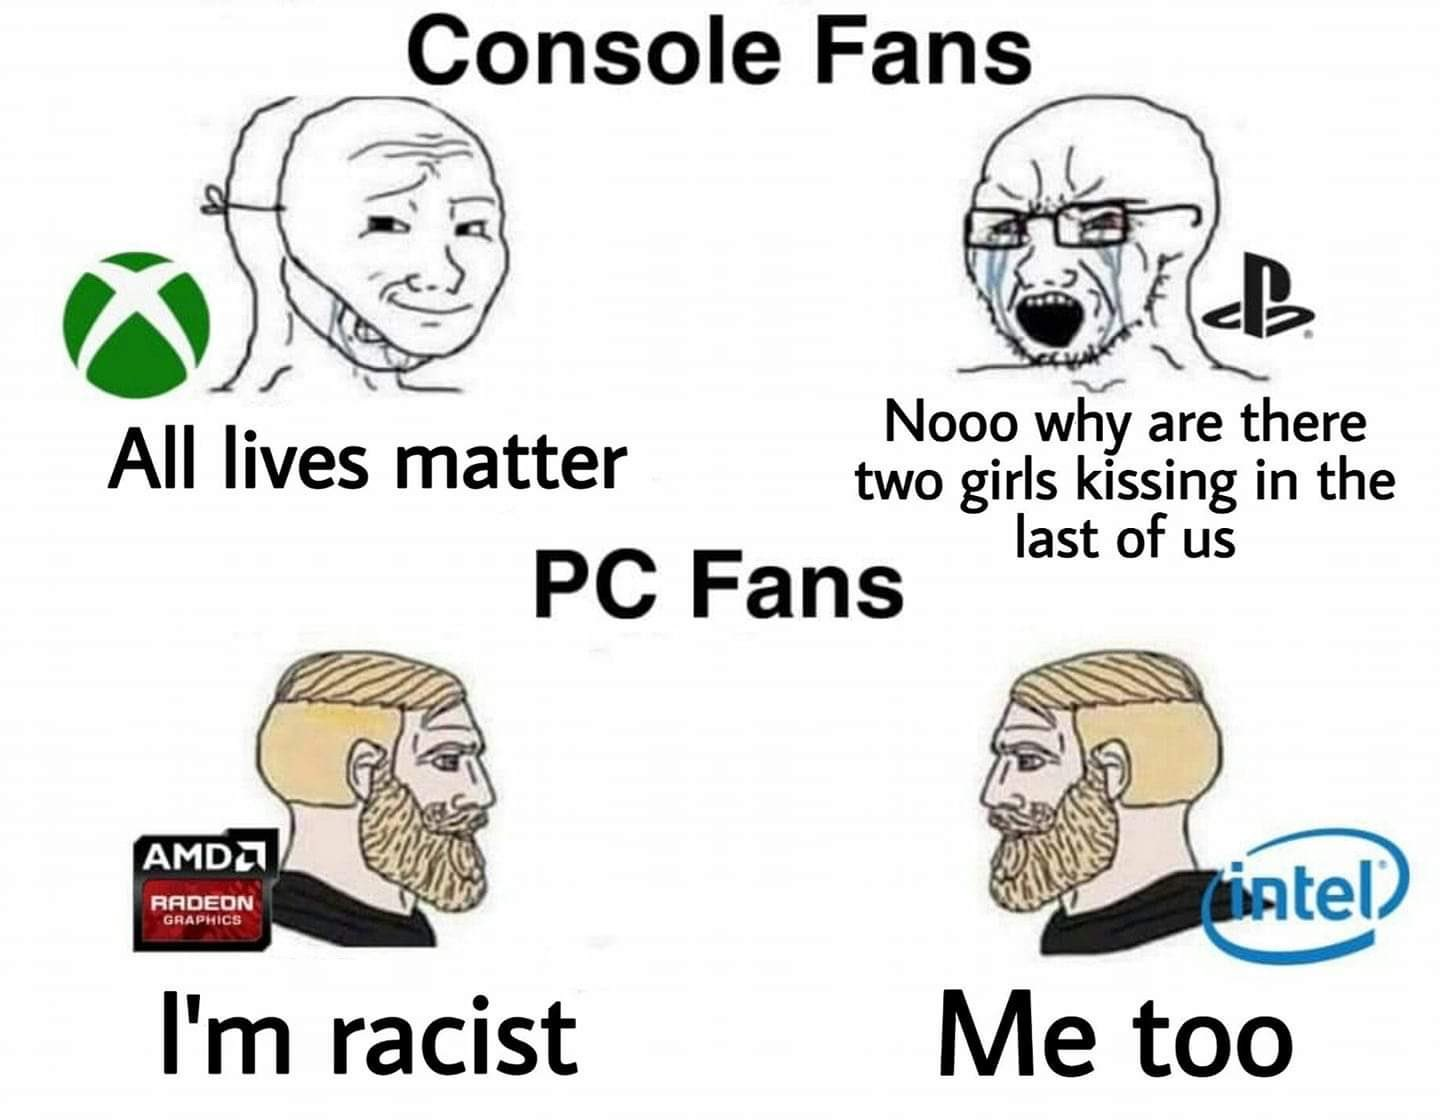 Console Fans
All lives matter
Nooo why are there
two girls kissing in the
last of us
PC Fans
AMD
RADEON
GRAPHICS
intel
I'm racist
Me too